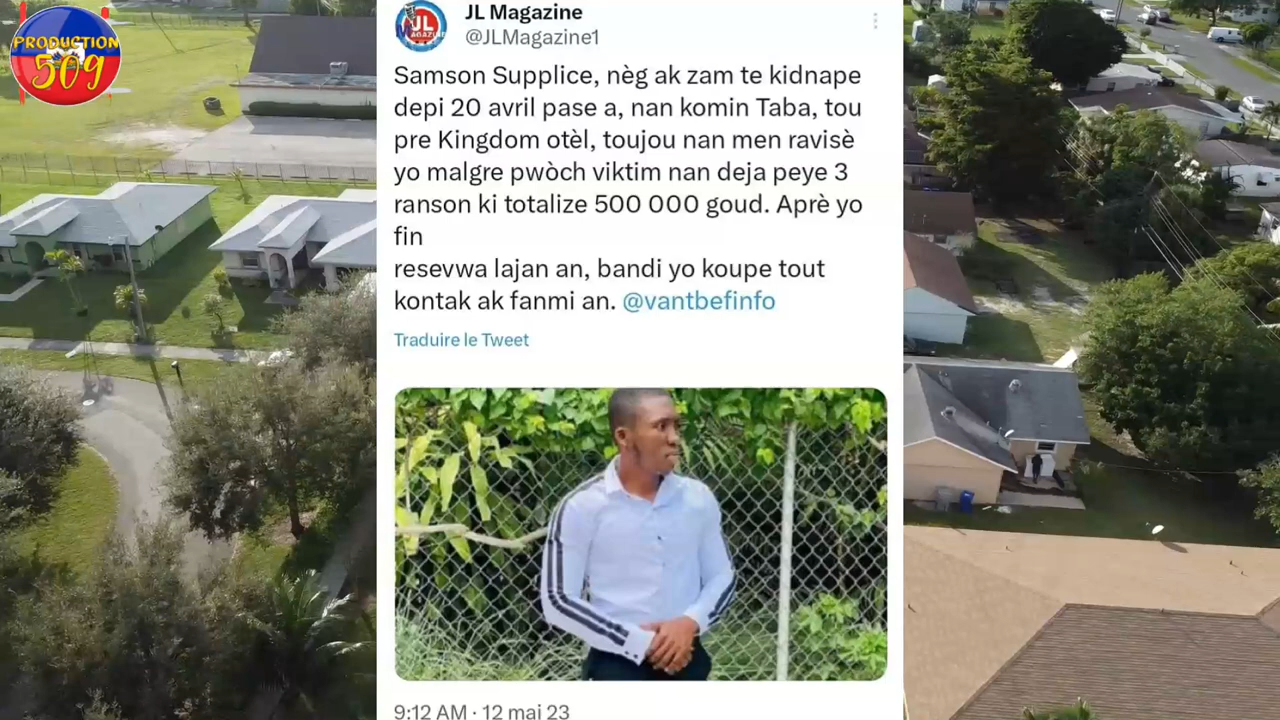 PRODUCTION
509
JL Magazine
@JLMagazine1
Samson Supplice, nèg ak zam te kidnape
depi 20 avril pase a, nan komin Taba, tou
pre Kingdom otèl, toujou nan men ravisè
yo malgre pwòch viktim nan deja peye 3
ranson ki totalize 500 000 goud. Aprè yo
fin
resevwa lajan an, bandi yo koupe tout
kontak ak fanmi an. @vantbefinfo
Traduire le Tweet
9:12 AM · 12 mai 23